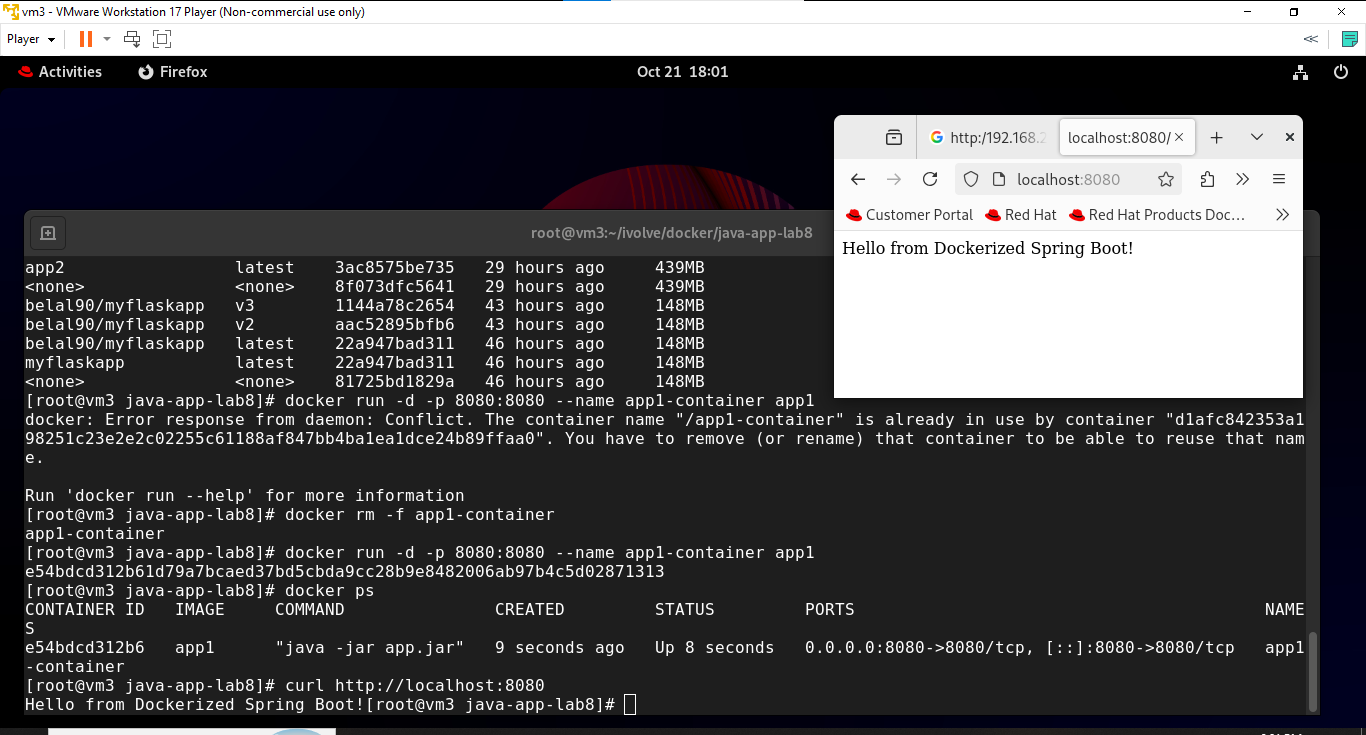 vm3 - VMware Workstation 17 Player (Non-commercial use only)
Player
Activities Firefox Oct 21 18:01
http:/192.168.2 localhost:8080/
localhost:8080
Customer Portal Red Hat Red Hat Products Doc…
Hello from Dockerized Spring Boot!
root@vm3:~/ivolve/docker/java-app-lab8
app2 latest 3ac8575be735 29 hours ago 439MB
<none> <none> 8f073dfc5641 29 hours ago 439MB
belal90/myflaskapp v3 1144a78c2654 43 hours ago 148MB
belal90/myflaskapp v2 aac52895bfb6 43 hours ago 148MB
belal90/myflaskapp latest 22a947bad311 46 hours ago 148MB
myflaskapp latest 22a947bad311 46 hours ago 148MB
<none> <none> 81725bd1829a 46 hours ago 148MB
[root@vm3 java-app-lab8]# docker run -d -p 8080:8080 --name app1-container app1
docker: Error response from daemon: Conflict. The container name "/app1-container" is already in use by container "d1afc842353a1
98251c23e2e2c02255c61188af847bb4ba1ea1dce24b89ffaa0". You have to remove (or rename) that container to be able to reuse that nam
e.
Run 'docker run --help' for more information
[root@vm3 java-app-lab8]# docker rm -f app1-container
app1-container
[root@vm3 java-app-lab8]# docker run -d -p 8080:8080 --name app1-container app1
e54bdcd312b61d79a7bcaed37bd5cbda9cc28b9e8482006ab97b4c5d02871313
[root@vm3 java-app-lab8]# docker ps
CONTAINER ID IMAGE COMMAND CREATED STATUS PORTS NAME
S
e54bdcd312b6 app1 "java -jar app.jar" 9 seconds ago Up 8 seconds 0.0.0.0:8080->8080/tcp, [::]:8080->8080/tcp app1
-container
[root@vm3 java-app-lab8]# curl http://localhost:8080
Hello from Dockerized Spring Boot![root@vm3 java-app-lab8]#